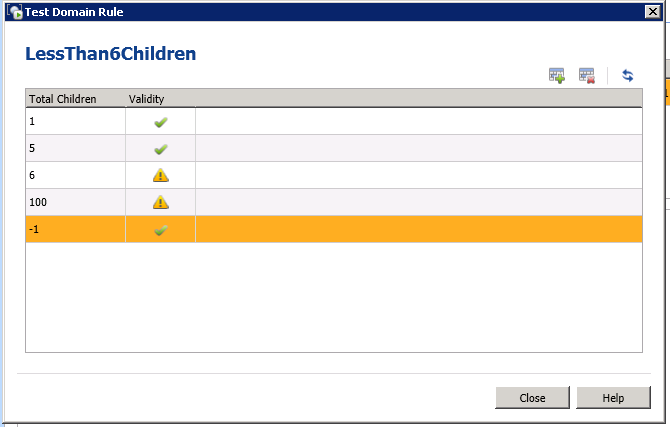 Test Domain Rule
LessThan6Children
Total Children Validity
1
5
6
100
-1
Close Help